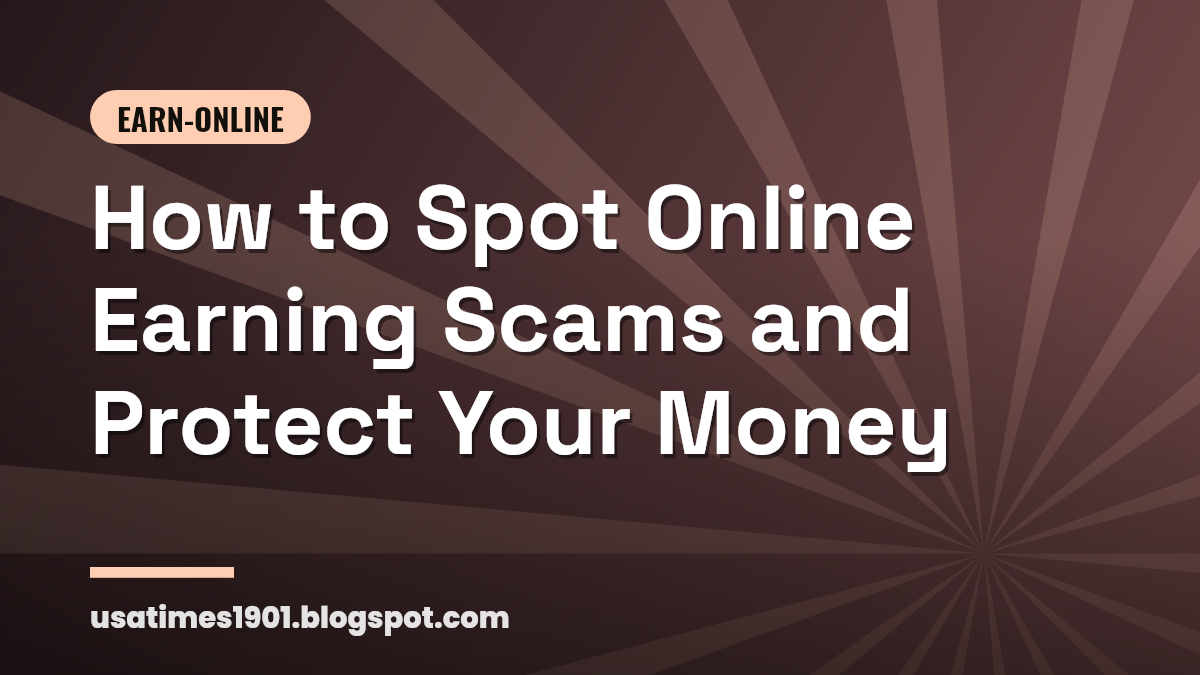 EARN-ONLINE
How to Spot Online
Earning Scams and
Protect Your Money
usatimes1901.blogspot.com